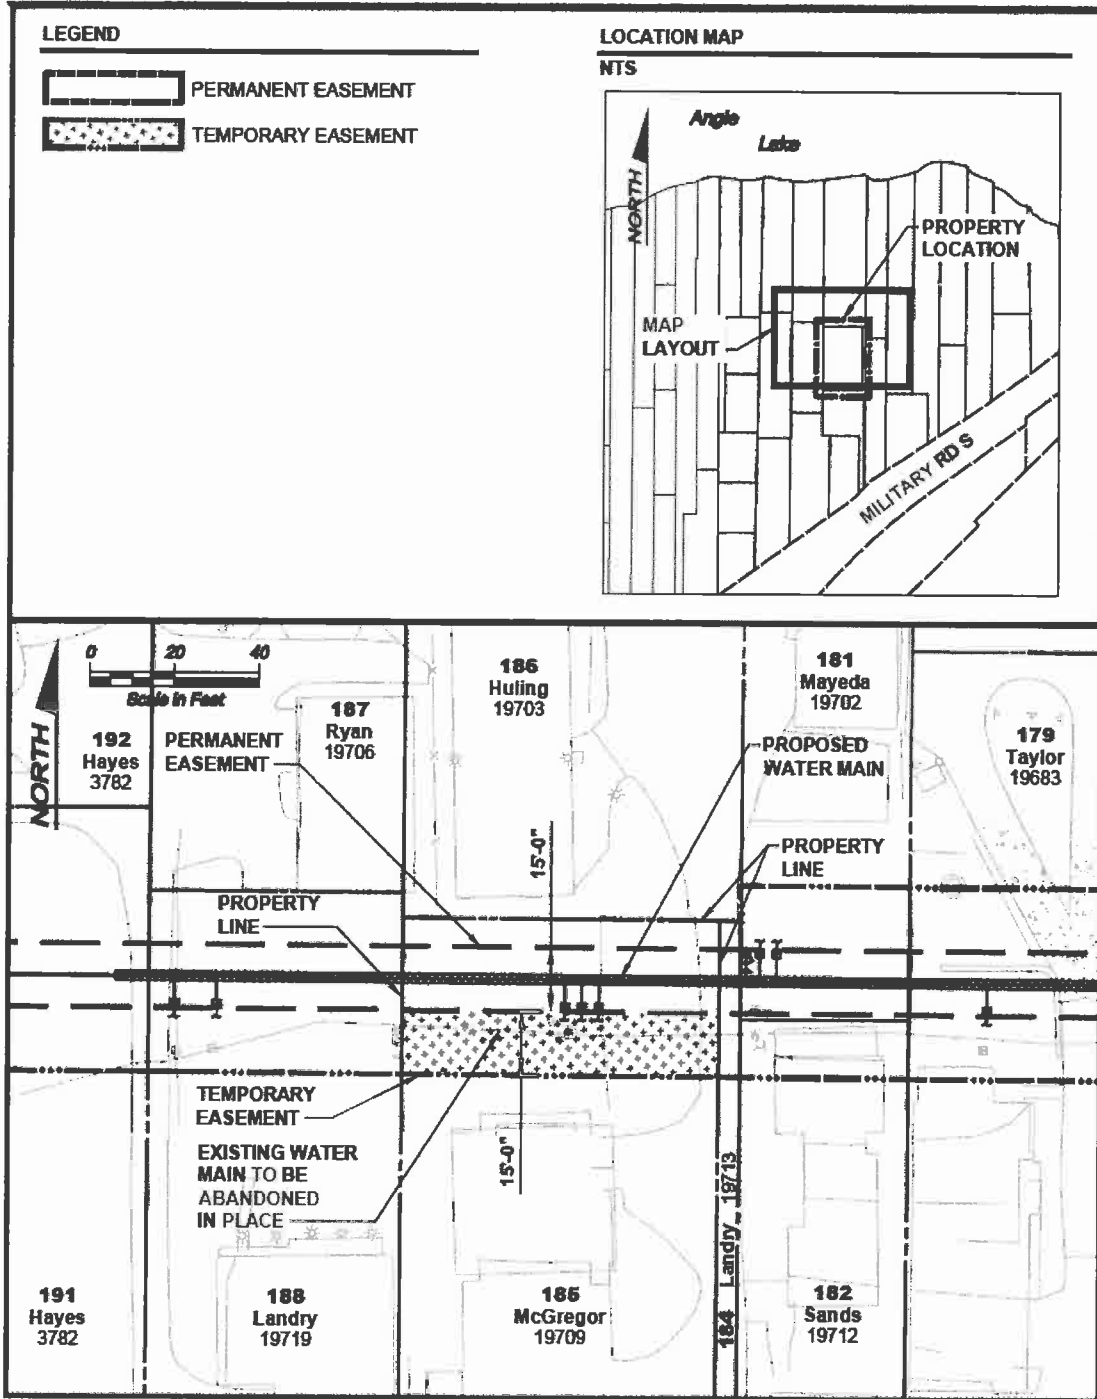 LEGEND
PERMANENT EASEMENT
TEMPORARY EASEMENT
LOCATION MAP
NTS
Angle
Lake
NORTH
PROPERTY
LOCATION
MAP
LAYOUT
MILITARY RD S
0 20 40
Scale in Feet
NORTH
192
Hayes
3782
187
Ryan
19706
186
Huling
19703
181
Mayeda
19702
179
Taylor
19683
PERMANENT
EASEMENT
PROPOSED
WATER MAIN
15'-0"
PROPERTY
LINE
PROPERTY
LINE
TEMPORARY
EASEMENT
EXISTING WATER
MAIN TO BE
ABANDONED
IN PLACE
15'-0"
191
Hayes
3782
188
Landry
19719
185
McGregor
19709
184 Landry 19713
182
Sands
19712